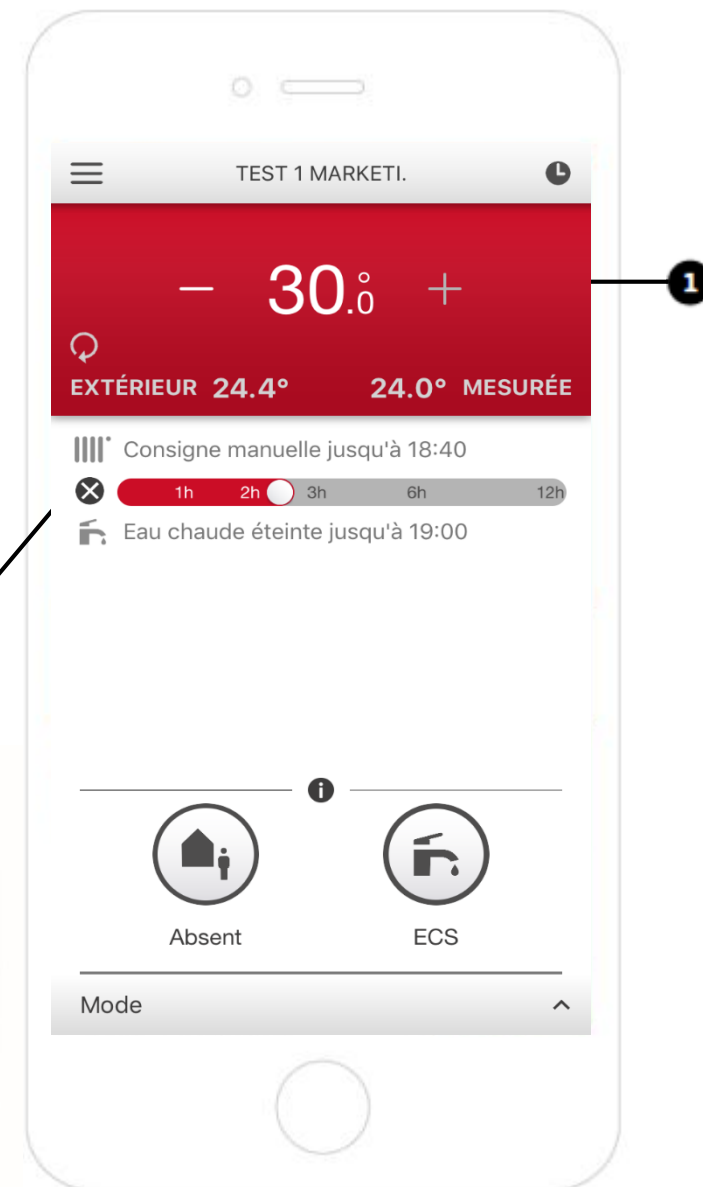 TEST 1 MARKETI.
− 30.0° +
1
EXTÉRIEUR 24.4° 24.0° MESURÉE
Consigne manuelle jusqu'à 18:40
1h 2h 3h 6h 12h
Eau chaude éteinte jusqu'à 19:00
i
Absent ECS
Mode